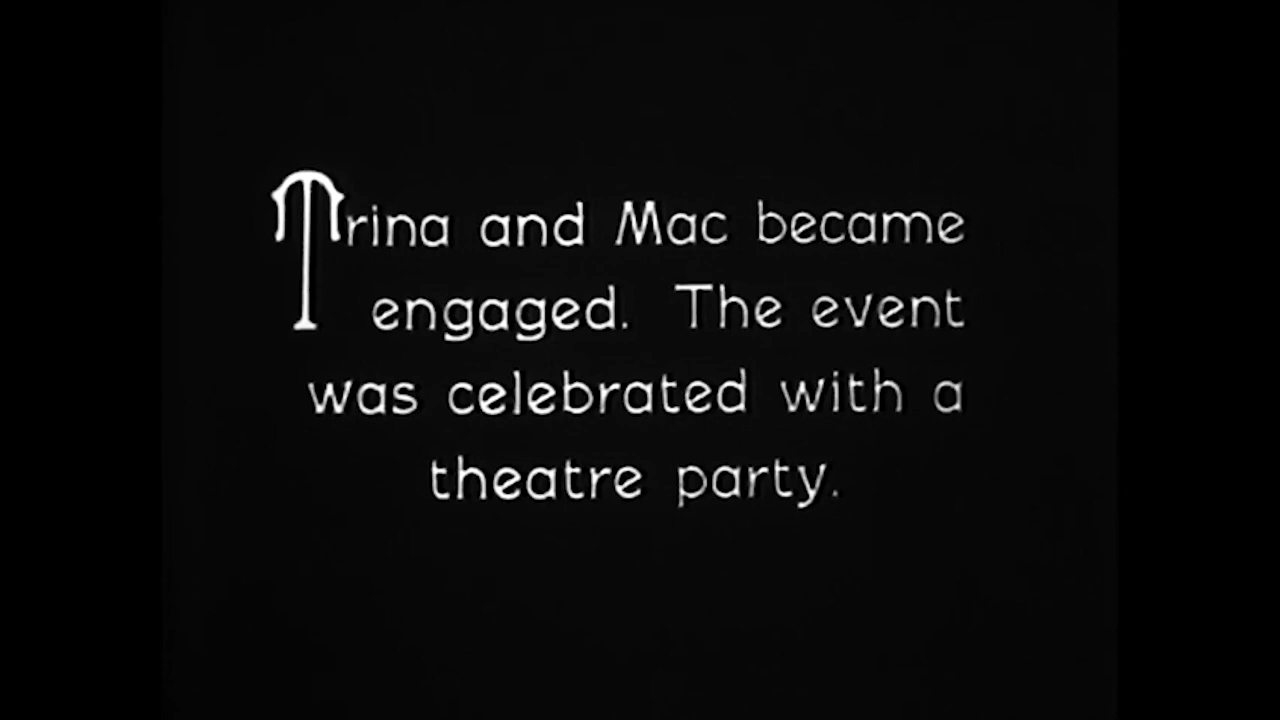 Trina and Mac became
engaged. The event
was celebrated with a
theatre party.